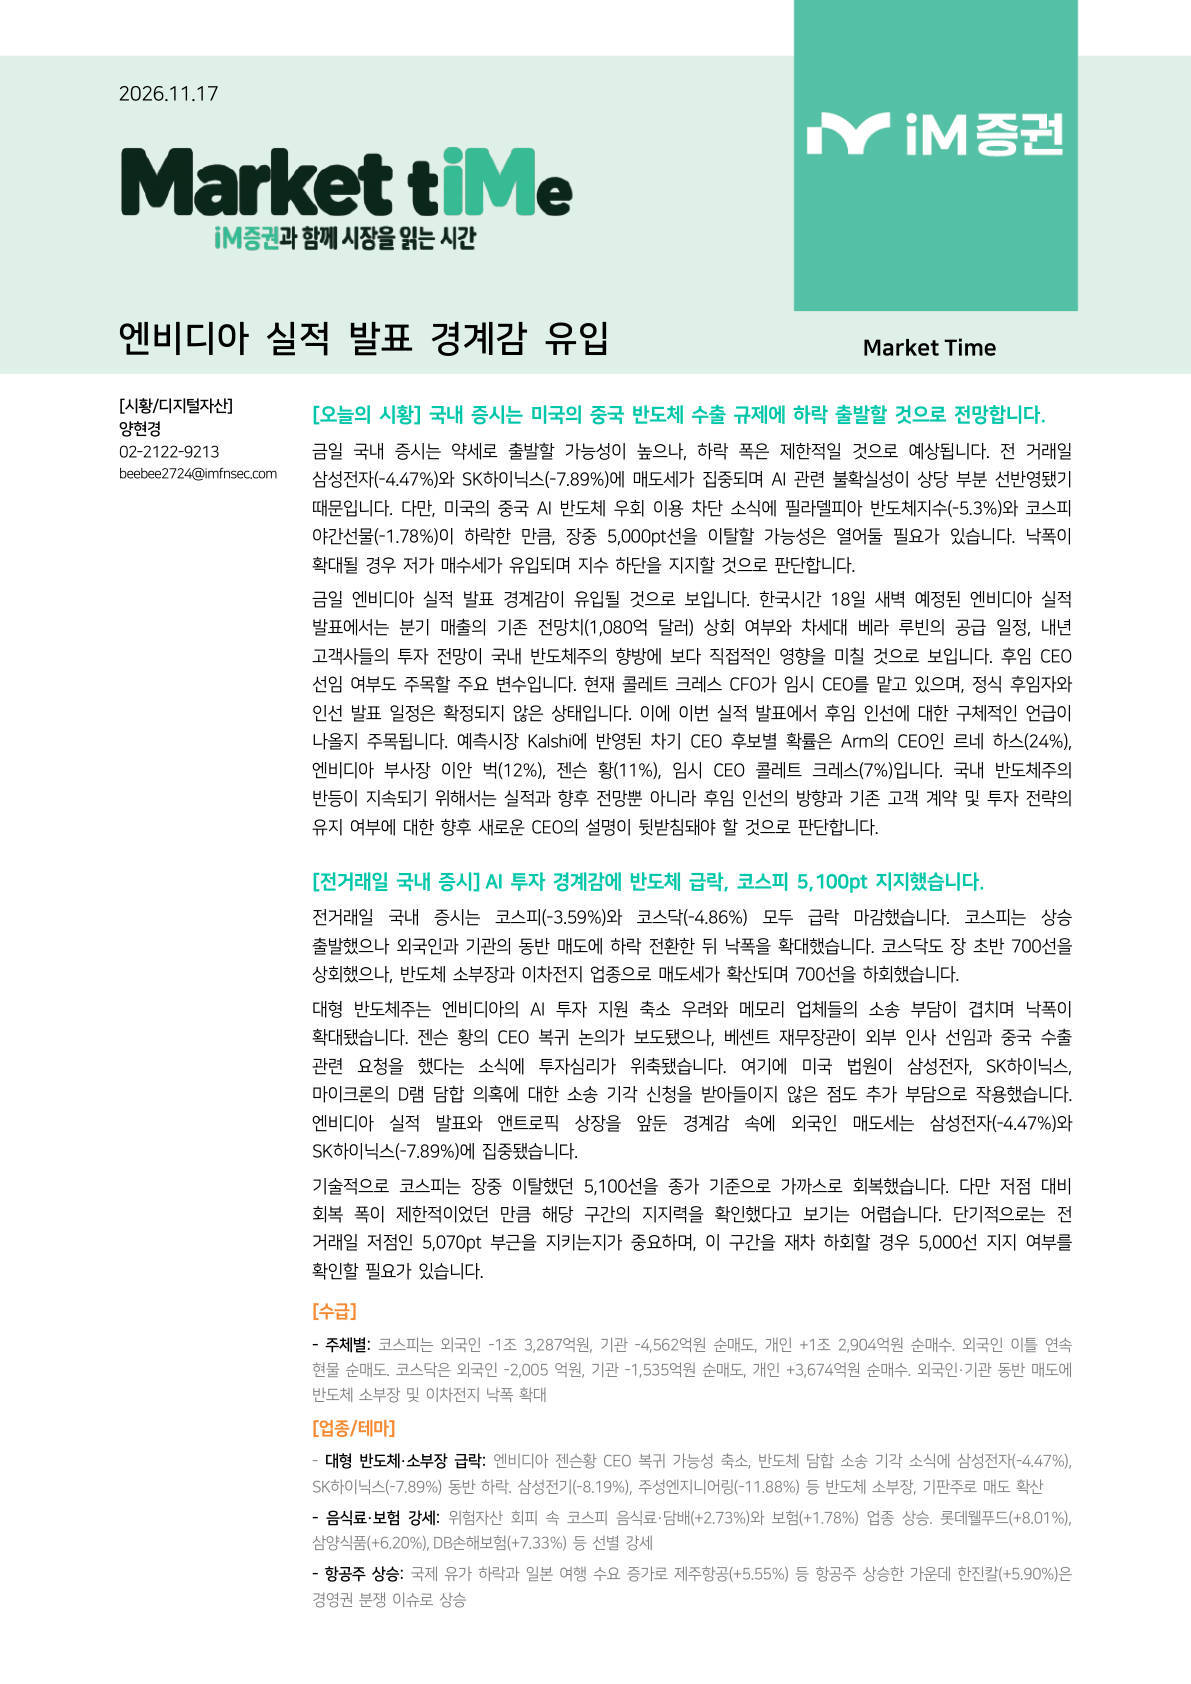 2026.11.17
iM증권
Market tiMe
iM증권과 함께 시장을 읽는 시간
엔비디아 실적 발표 경계감 유입
Market Time
[시황/디지털자산]
양현경
02-2122-9213
beebee2724@imfnsec.com
[오늘의 시황] 국내 증시는 미국의 중국 반도체 수출 규제에 하락 출발할 것으로 전망합니다.
금일 국내 증시는 약세로 출발할 가능성이 높으나, 하락 폭은 제한적일 것으로 예상됩니다. 전 거래일
삼성전자(-4.47%)와 SK하이닉스(-7.89%)에 매도세가 집중되며 AI 관련 불확실성이 상당 부분 선반영됐기
때문입니다. 다만, 미국의 중국 AI 반도체 우회 이용 차단 소식에 필라델피아 반도체지수(-5.3%)와 코스피
야간선물(-1.78%)이 하락한 만큼, 장중 5,000pt선을 이탈할 가능성은 열어둘 필요가 있습니다. 낙폭이
확대될 경우 저가 매수세가 유입되며 지수 하단을 지지할 것으로 판단합니다.
금일 엔비디아 실적 발표 경계감이 유입될 것으로 보입니다. 한국시간 18일 새벽 예정된 엔비디아 실적
발표에서는 분기 매출의 기존 전망치(1,080억 달러) 상회 여부와 차세대 베라 루빈의 공급 일정, 내년
고객사들의 투자 전망이 국내 반도체주의 향방에 보다 직접적인 영향을 미칠 것으로 보입니다. 후임 CEO
선임 여부도 주목할 주요 변수입니다. 현재 콜레트 크레스 CFO가 임시 CEO를 맡고 있으며, 정식 후임자와
인선 발표 일정은 확정되지 않은 상태입니다. 이에 이번 실적 발표에서 후임 인선에 대한 구체적인 언급이
나올지 주목됩니다. 예측시장 Kalshi에 반영된 차기 CEO 후보별 확률은 Arm의 CEO인 르네 하스(24%),
엔비디아 부사장 이안 벅(12%), 젠슨 황(11%), 임시 CEO 콜레트 크레스(7%)입니다. 국내 반도체주의
반등이 지속되기 위해서는 실적과 향후 전망뿐 아니라 후임 인선의 방향과 기존 고객 계약 및 투자 전략의
유지 여부에 대한 향후 새로운 CEO의 설명이 뒷받침돼야 할 것으로 판단합니다.
[전거래일 국내 증시] AI 투자 경계감에 반도체 급락, 코스피 5,100pt 지지했습니다.
전거래일 국내 증시는 코스피(-3.59%)와 코스닥(-4.86%) 모두 급락 마감했습니다. 코스피는 상승
출발했으나 외국인과 기관의 동반 매도에 하락 전환한 뒤 낙폭을 확대했습니다. 코스닥도 장 초반 700선을
상회했으나, 반도체 소부장과 이차전지 업종으로 매도세가 확산되며 700선을 하회했습니다.
대형 반도체주는 엔비디아의 AI 투자 지원 축소 우려와 메모리 업체들의 소송 부담이 겹치며 낙폭이
확대됐습니다. 젠슨 황의 CEO 복귀 논의가 보도됐으나, 베센트 재무장관이 외부 인사 선임과 중국 수출
관련 요청을 했다는 소식에 투자심리가 위축됐습니다. 여기에 미국 법원이 삼성전자, SK하이닉스,
마이크론의 D램 담합 의혹에 대한 소송 기각 신청을 받아들이지 않은 점도 추가 부담으로 작용했습니다.
엔비디아 실적 발표와 앤트로픽 상장을 앞둔 경계감 속에 외국인 매도세는 삼성전자(-4.47%)와
SK하이닉스(-7.89%)에 집중됐습니다.
기술적으로 코스피는 장중 이탈했던 5,100선을 종가 기준으로 가까스로 회복했습니다. 다만 저점 대비
회복 폭이 제한적이었던 만큼 해당 구간의 지지력을 확인했다고 보기는 어렵습니다. 단기적으로는 전
거래일 저점인 5,070pt 부근을 지키는지가 중요하며, 이 구간을 재차 하회할 경우 5,000선 지지 여부를
확인할 필요가 있습니다.
[수급]
- 주체별: 코스피는 외국인 -1조 3,287억원, 기관 -4,562억원 순매도, 개인 +1조 2,904억원 순매수. 외국인 이틀 연속
현물 순매도. 코스닥은 외국인 -2,005 억원, 기관 -1,535억원 순매도, 개인 +3,674억원 순매수. 외국인·기관 동반 매도에
반도체 소부장 및 이차전지 낙폭 확대
[업종/테마]
- 대형 반도체·소부장 급락: 엔비디아 젠슨황 CEO 복귀 가능성 축소, 반도체 담합 소송 기각 소식에 삼성전자(-4.47%),
SK하이닉스(-7.89%) 동반 하락. 삼성전기(-8.19%), 주성엔지니어링(-11.88%) 등 반도체 소부장, 기판주로 매도 확산
- 음식료·보험 강세: 위험자산 회피 속 코스피 음식료·담배(+2.73%)와 보험(+1.78%) 업종 상승. 롯데웰푸드(+8.01%),
삼양식품(+6.20%), DB손해보험(+7.33%) 등 선별 강세
- 항공주 상승: 국제 유가 하락과 일본 여행 수요 증가로 제주항공(+5.55%) 등 항공주 상승한 가운데 한진칼(+5.90%)은
경영권 분쟁 이슈로 상승